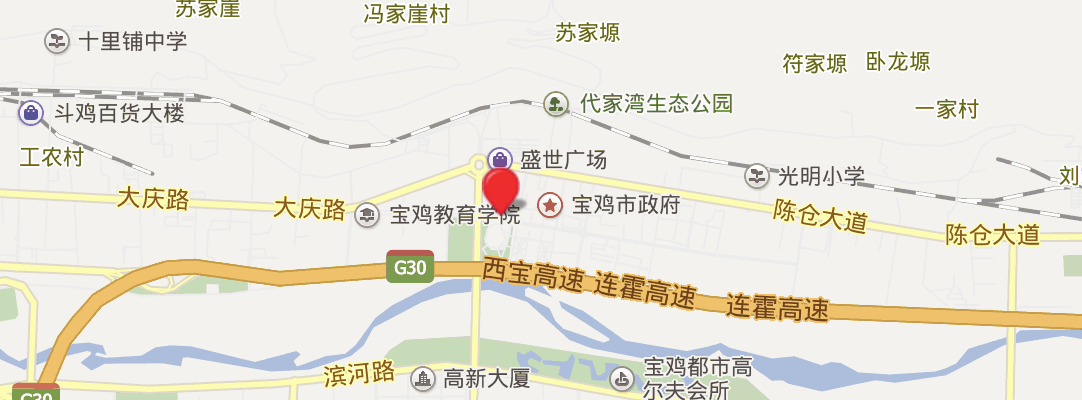 苏家崖
冯家崖村
苏家塬
十里铺中学
符家塬
卧龙塬
斗鸡百货大楼
代家湾生态公园
一家村
工农村
盛世广场
光明小学
刘
大庆路
大庆路
宝鸡教育学院
宝鸡市政府
陈仓大道
陈仓大道
G30
西宝高速
连霍高速
连霍高速
滨河路
高新大厦
宝鸡都市高
尔夫会所
G30